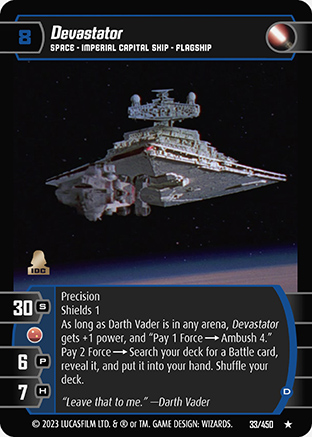 8
Devastator
SPACE - IMPERIAL CAPITAL SHIP - FLAGSHIP
IDC
30 S
6 P
7 H
Precision
Shields 1
As long as Darth Vader is in any arena, Devastator
gets +1 power, and “Pay 1 Force → Ambush 4.”
Pay 2 Force → Search your deck for a Battle card,
reveal it, and put it into your hand. Shuffle your
deck.
D
“Leave that to me.” —Darth Vader
© 2023 LUCASFILM LTD. & ® or TM. GAME DESIGN: WIZARDS. 33/450 ★